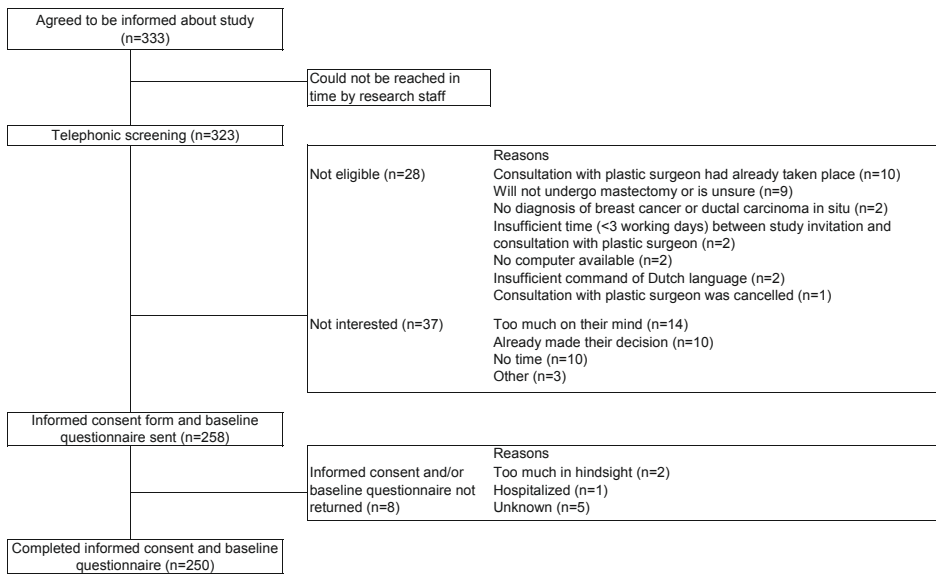 Agreed to be informed about study
(n=333)
Could not be reached in
time by research staff
Telephonic screening (n=323)
Reasons
Not eligible (n=28)
Consultation with plastic surgeon had already taken place (n=10)
Will not undergo mastectomy or is unsure (n=9)
No diagnosis of breast cancer or ductal carcinoma in situ (n=2)
Insufficient time (<3 working days) between study invitation and
consultation with plastic surgeon (n=2)
No computer available (n=2)
Insufficient command of Dutch language (n=2)
Consultation with plastic surgeon was cancelled (n=1)
Not interested (n=37)
Too much on their mind (n=14)
Already made their decision (n=10)
No time (n=10)
Other (n=3)
Informed consent form and baseline
questionnaire sent (n=258)
Reasons
Informed consent and/or
baseline questionnaire not
returned (n=8)
Too much in hindsight (n=2)
Hospitalized (n=1)
Unknown (n=5)
Completed informed consent and baseline
questionnaire (n=250)